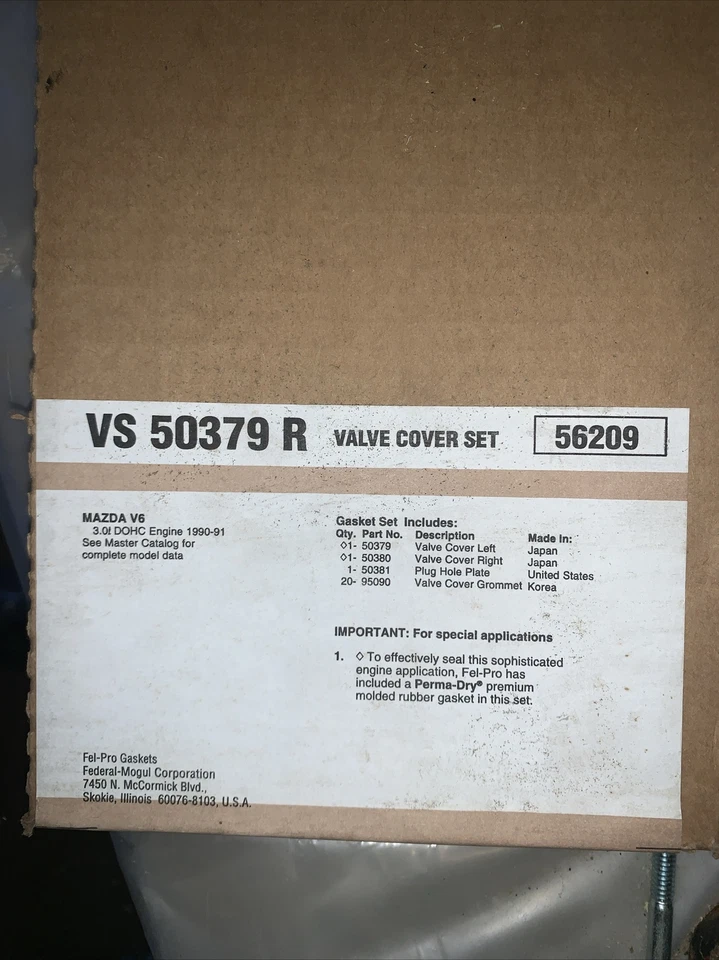 VS 50379 R VALVE COVER SET 56209
MAZDA V6
3.0ℓ DOHC Engine 1990-91
See Master Catalog for
complete model data
Gasket Set Includes:
Qty. Part No. Description Made In:
◊1- 50379 Valve Cover Left Japan
◊1- 50380 Valve Cover Right Japan
1- 50381 Plug Hole Plate United States
20- 95090 Valve Cover Grommet Korea
IMPORTANT: For special applications
1. ◊ To effectively seal this sophisticated
engine application, Fel-Pro has
included a Perma-Dry® premium
molded rubber gasket in this set.
Fel-Pro Gaskets
Federal-Mogul Corporation
7450 N. McCormick Blvd.,
Skokie, Illinois 60076-8103, U.S.A.